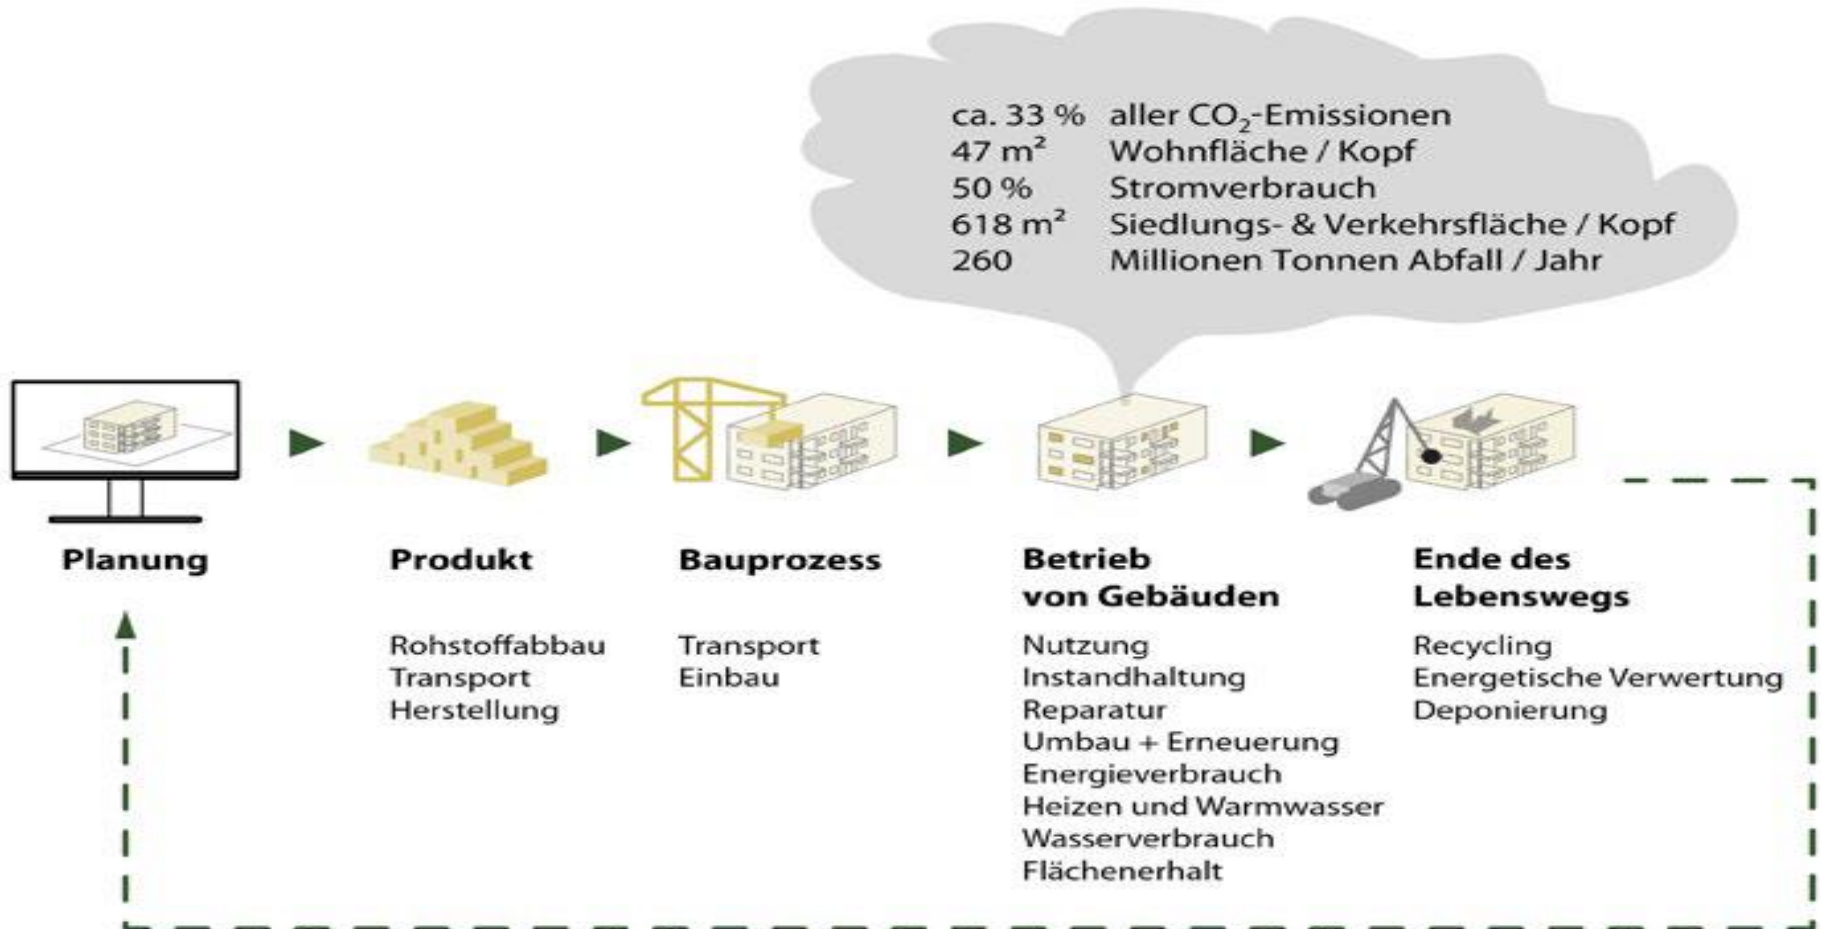 ca. 33 % aller CO₂-Emissionen
47 m² Wohnfläche / Kopf
50 % Stromverbrauch
618 m² Siedlungs- & Verkehrsfläche / Kopf
260 Millionen Tonnen Abfall / Jahr
Planung
Produkt
Rohstoffabbau
Transport
Herstellung
Bauprozess
Transport
Einbau
Betrieb
von Gebäuden
Nutzung
Instandhaltung
Reparatur
Umbau + Erneuerung
Energieverbrauch
Heizen und Warmwasser
Wasserverbrauch
Flächenerhalt
Ende des
Lebenswegs
Recycling
Energetische Verwertung
Deponierung